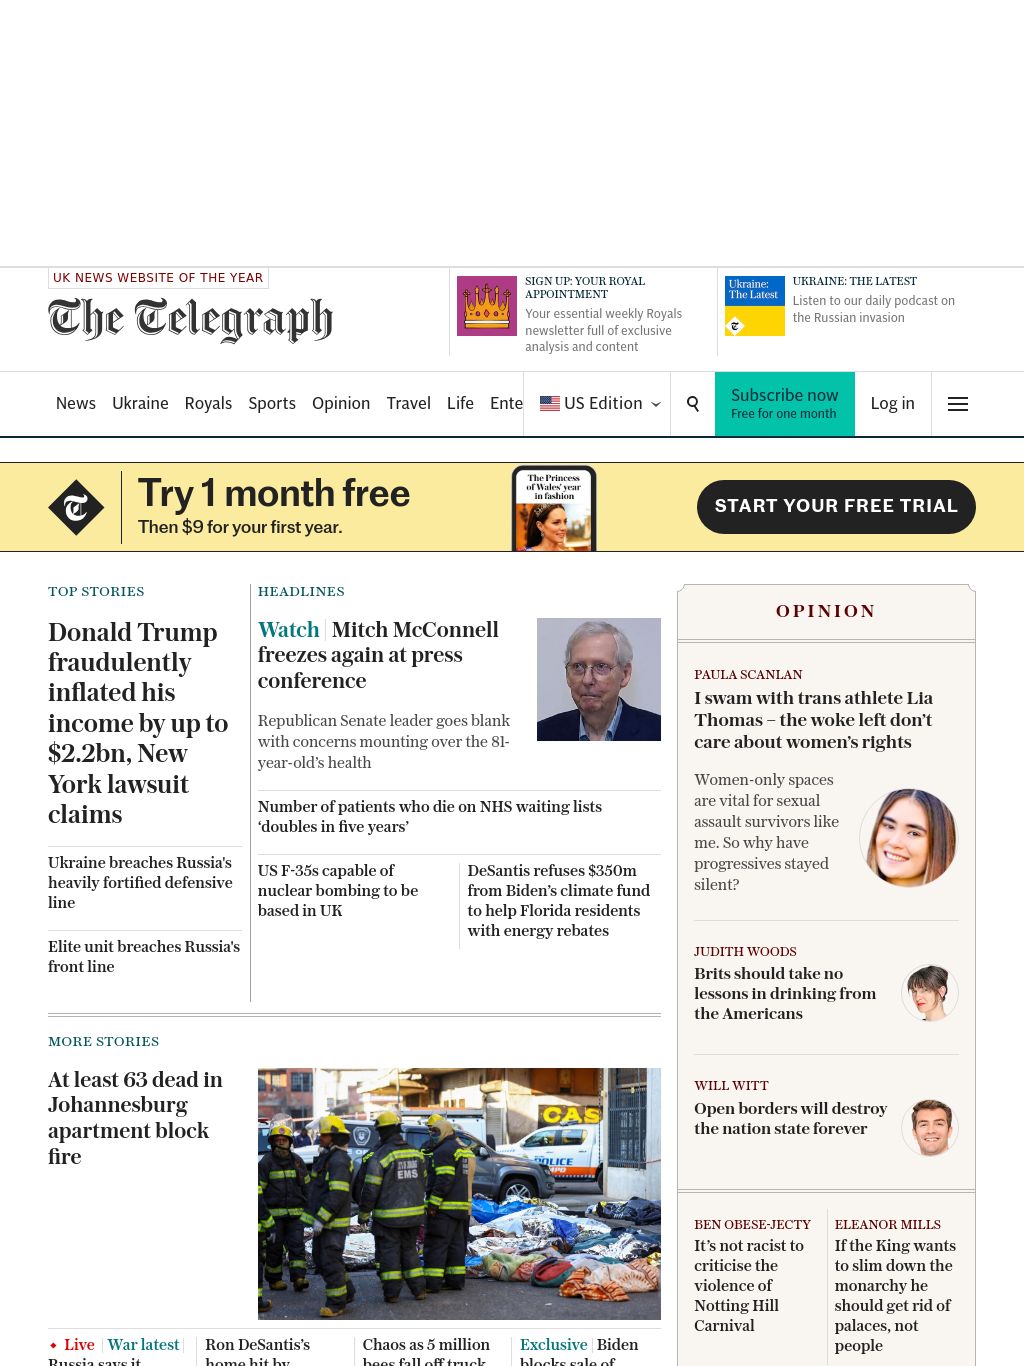 UK NEWS WEBSITE OF THE YEAR
The Telegraph
SIGN UP: YOUR ROYAL
APPOINTMENT
Your essential weekly Royals
newsletter full of exclusive
analysis and content
Ukraine:
The Latest
UKRAINE: THE LATEST
Listen to our daily podcast on
the Russian invasion
News Ukraine Royals Sports Opinion Travel Life Ente US Edition Subscribe now Log in
Free for one month
Try 1 month free
Then $9 for your first year.
The Princess
of Wales' year
in fashion
START YOUR FREE TRIAL
TOP STORIES
Donald Trump
fraudulently
inflated his
income by up to
$2.2bn, New
York lawsuit
claims
Ukraine breaches Russia's
heavily fortified defensive
line
Elite unit breaches Russia's
front line
HEADLINES
Watch Mitch McConnell
freezes again at press
conference
Republican Senate leader goes blank
with concerns mounting over the 81-
year-old’s health
Number of patients who die on NHS waiting lists
‘doubles in five years’
US F-35s capable of
nuclear bombing to be
based in UK
DeSantis refuses $350m
from Biden’s climate fund
to help Florida residents
with energy rebates
MORE STORIES
At least 63 dead in
Johannesburg
apartment block
fire
CAS
POLICE
EMS
Live War latest
Russia says it
Ron DeSantis’s
home hit by
Chaos as 5 million
bees fall off truck
Exclusive Biden
blocks sale of
OPINION
PAULA SCANLAN
I swam with trans athlete Lia
Thomas – the woke left don’t
care about women’s rights
Women-only spaces
are vital for sexual
assault survivors like
me. So why have
progressives stayed
silent?
JUDITH WOODS
Brits should take no
lessons in drinking from
the Americans
WILL WITT
Open borders will destroy
the nation state forever
BEN OBESE-JECTY
It’s not racist to
criticise the
violence of
Notting Hill
Carnival
ELEANOR MILLS
If the King wants
to slim down the
monarchy he
should get rid of
palaces, not
people